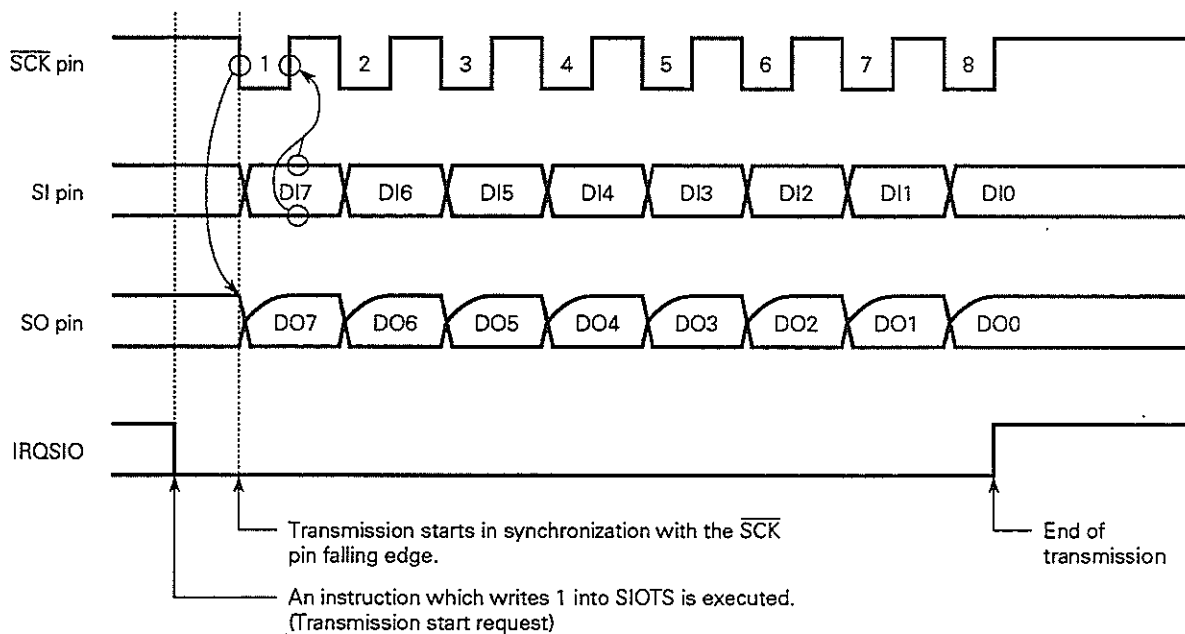 SCK pin
1 2 3 4 5 6 7 8
SI pin
DI7 DI6 DI5 DI4 DI3 DI2 DI1 DI0
SO pin
DO7 DO6 DO5 DO4 DO3 DO2 DO1 DO0
IRQSIO
Transmission starts in synchronization with the SCK
pin falling edge.
End of
transmission
An instruction which writes 1 into SIOTS is executed.
(Transmission start request)